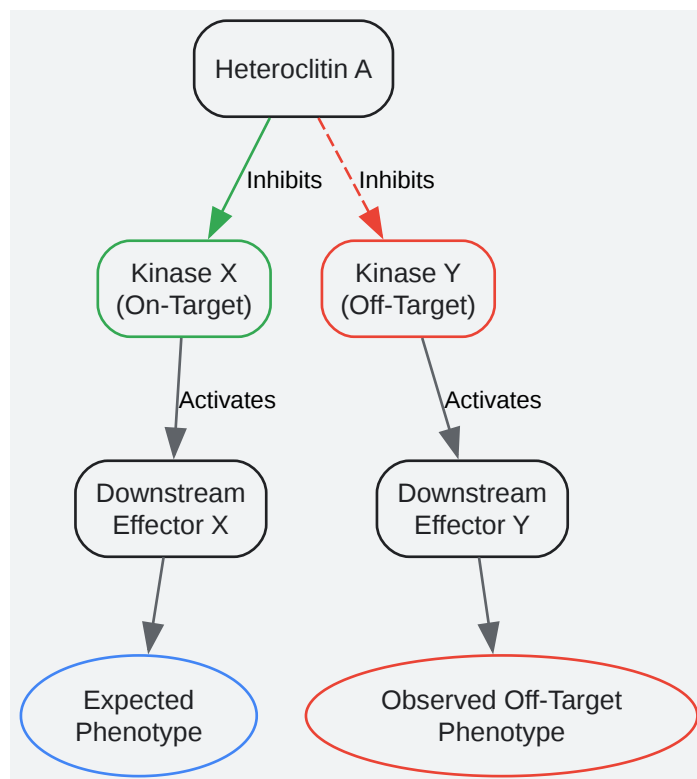 Heteroclitin A
Inhibits
Inhibits
Kinase X
(On-Target)
Kinase Y
(Off-Target)
Activates
Activates
Downstream
Effector X
Downstream
Effector Y
Expected
Phenotype
Observed Off-Target
Phenotype